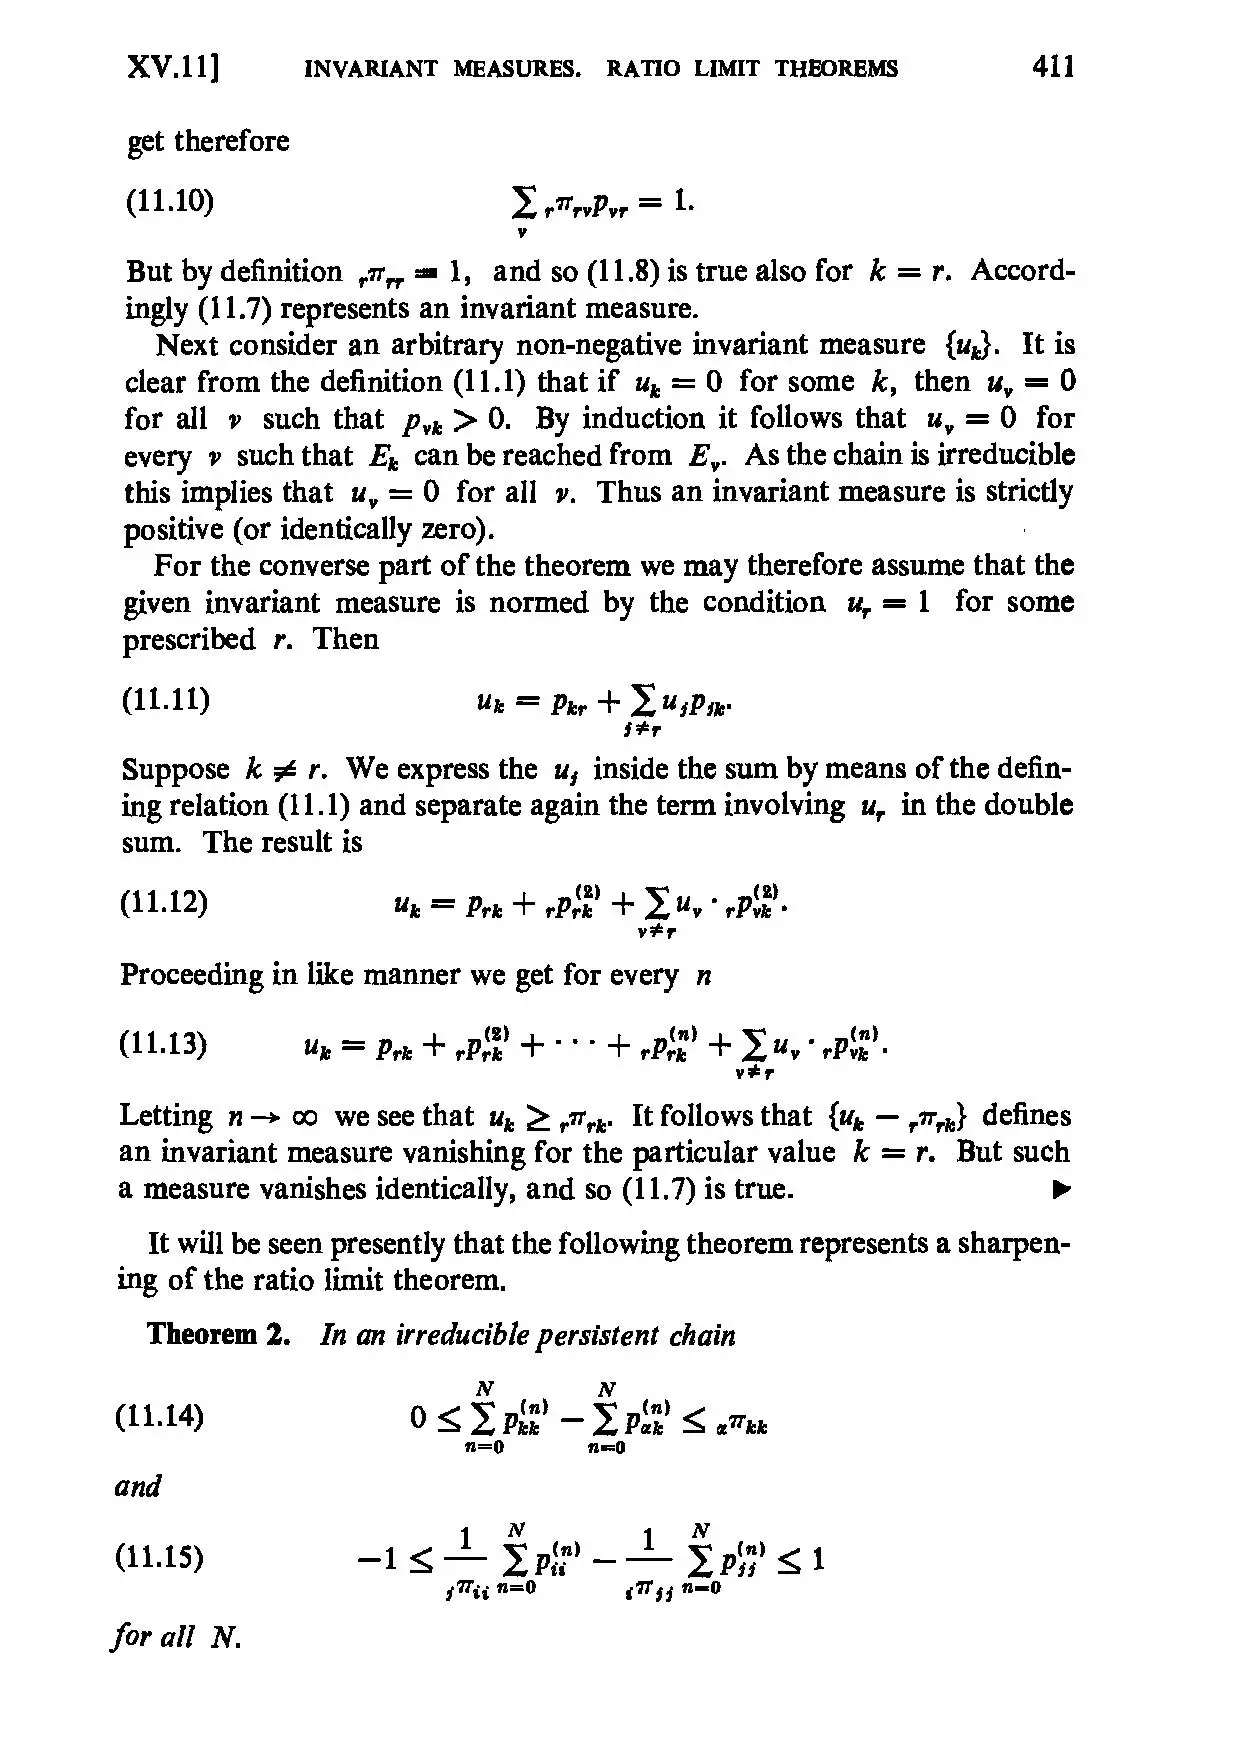 XV.11] INVARIANT MEASURES. RATIO LIMIT THEOREMS 411
get therefore
(11.10) $\sum_{\nu} {}_r\pi_{r\nu} p_{\nu r} = 1.$
But by definition ${}_r\pi_{rr} = 1$, and so (11.8) is true also for $k = r$. Accord-
ingly (11.7) represents an invariant measure.
Next consider an arbitrary non-negative invariant measure $\{u_k\}$. It is
clear from the definition (11.1) that if $u_k = 0$ for some $k$, then $u_\nu = 0$
for all $\nu$ such that $p_{\nu k} > 0$. By induction it follows that $u_\nu = 0$ for
every $\nu$ such that $E_k$ can be reached from $E_\nu$. As the chain is irreducible
this implies that $u_\nu = 0$ for all $\nu$. Thus an invariant measure is strictly
positive (or identically zero).
For the converse part of the theorem we may therefore assume that the
given invariant measure is normed by the condition $u_r = 1$ for some
prescribed $r$. Then
(11.11) $u_k = p_{kr} + \sum_{j \neq r} u_j p_{jk}.$
Suppose $k \neq r$. We express the $u_j$ inside the sum by means of the defin-
ing relation (11.1) and separate again the term involving $u_r$ in the double
sum. The result is
(11.12) $u_k = p_{rk} + {}_rp_{rk}^{(2)} + \sum_{\nu \neq r} u_\nu \cdot {}_rp_{\nu k}^{(2)}.$
Proceeding in like manner we get for every $n$
(11.13) $u_k = p_{rk} + {}_rp_{rk}^{(2)} + \cdots + {}_rp_{rk}^{(n)} + \sum_{\nu \neq r} u_\nu \cdot {}_rp_{\nu k}^{(n)}.$
Letting $n \to \infty$ we see that $u_k \geq {}_r\pi_{rk}$. It follows that $\{u_k - {}_r\pi_{rk}\}$ defines
an invariant measure vanishing for the particular value $k = r$. But such
a measure vanishes identically, and so (11.7) is true. ►
It will be seen presently that the following theorem represents a sharpen-
ing of the ratio limit theorem.
Theorem 2. In an irreducible persistent chain
(11.14) $0 \leq \sum_{n=0}^{N} p_{kk}^{(n)} - \sum_{n=0}^{N} p_{\alpha k}^{(n)} \leq {}_\alpha\pi_{kk}$
and
(11.15) $-1 \leq \frac{1}{{}_j\pi_{ii}} \sum_{n=0}^{N} p_{ii}^{(n)} - \frac{1}{{}_i\pi_{jj}} \sum_{n=0}^{N} p_{jj}^{(n)} \leq 1$
for all $N$.